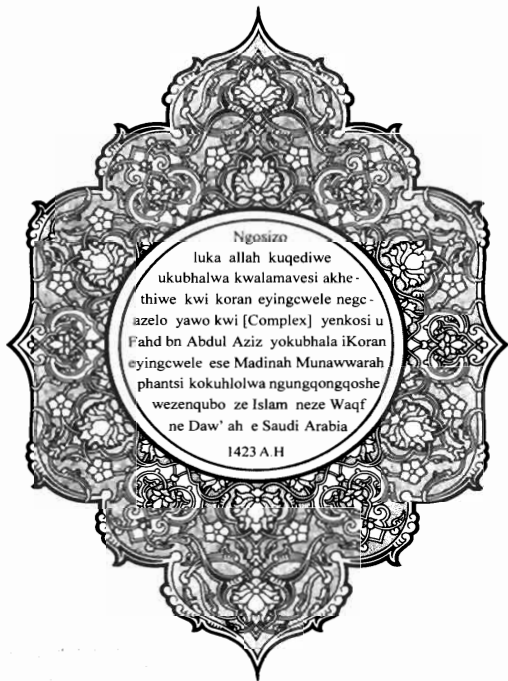 Ngosizo
luka allah kuqediwe
ukubhalwa kwalamavesi akhe-
thiwe kwi koran eyingcwele negc-
azelo yawo kwi [Complex] yenkosi u
Fahd bn Abdul Aziz yokubhala iKoran
eyingcwele ese Madinah Munawwarah
phantsi kokuhlolwa ngungqongqoshe
wezenqubo ze Islam neze Waqf
ne Daw' ah e Saudi Arabia
1423 A.H